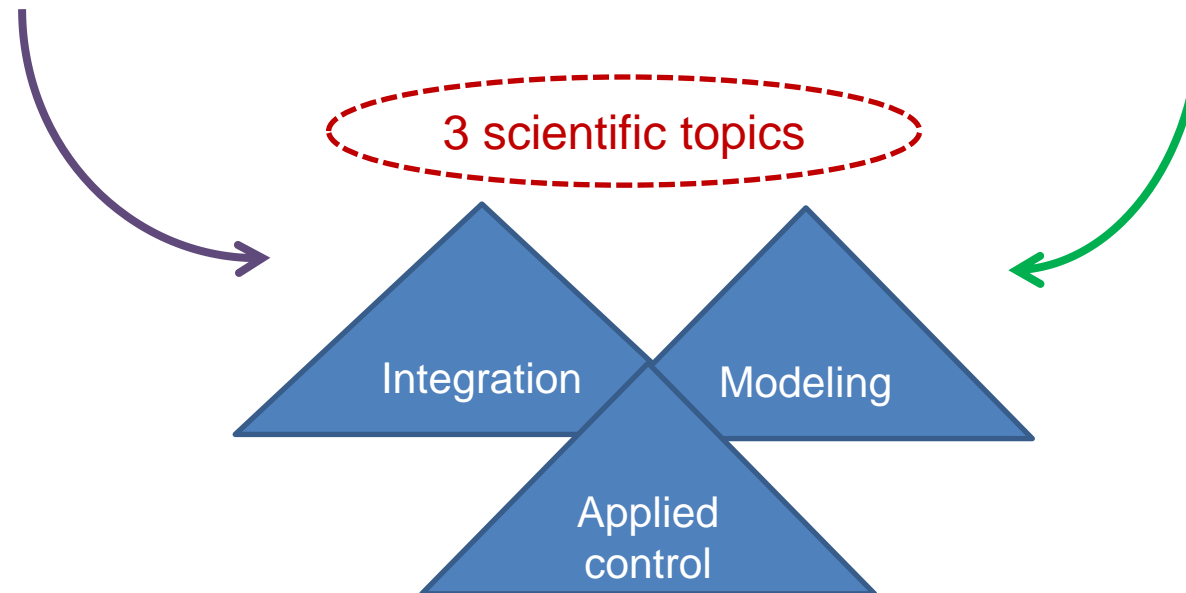 3 scientific topics
Integration
Modeling
Applied
control